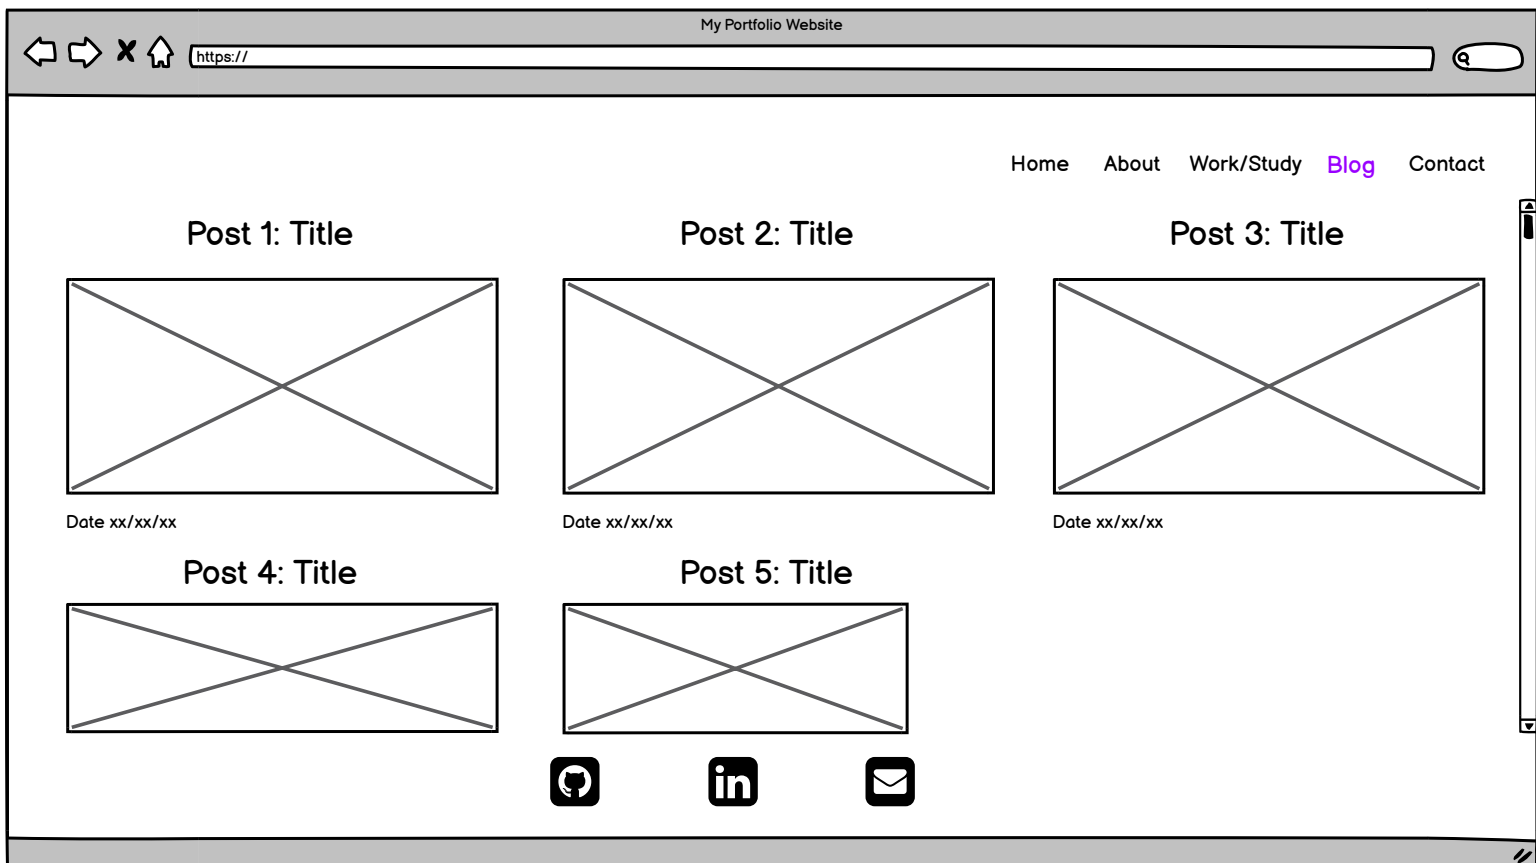 My Portfolio Website
https://
Home About Work/Study Blog Contact
Post 1: Title Post 2: Title Post 3: Title
Date xx/xx/xx Date xx/xx/xx Date xx/xx/xx
Post 4: Title Post 5: Title
in